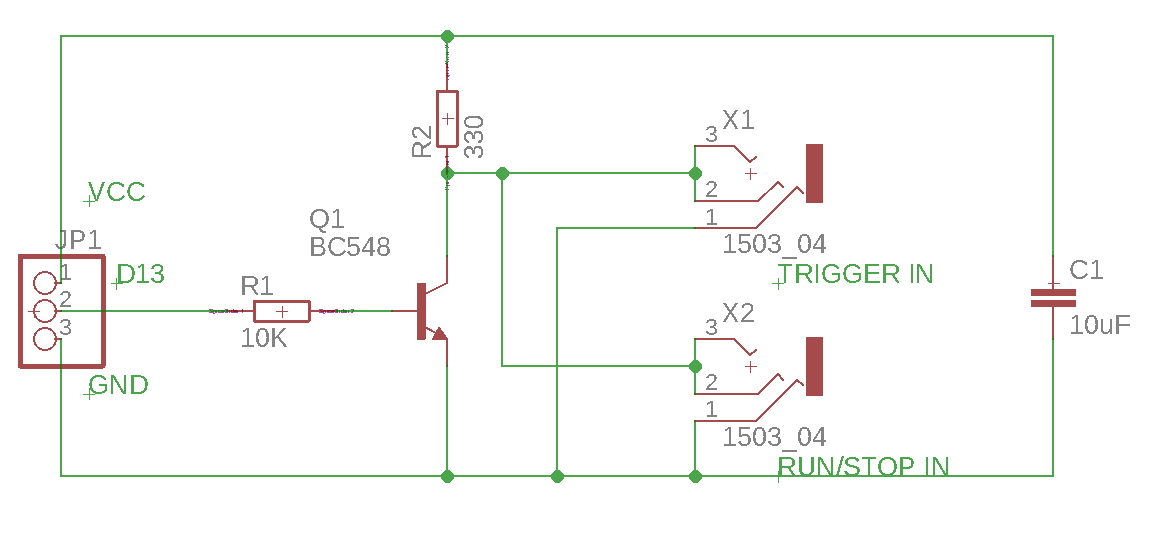 VCC
JP1
1
2
3
D13
GND
R1
10K
Q1
BC548
R2
330
X1
3
2
1
1503_04
TRIGGER IN
X2
3
2
1
1503_04
RUN/STOP IN
C1
10uF